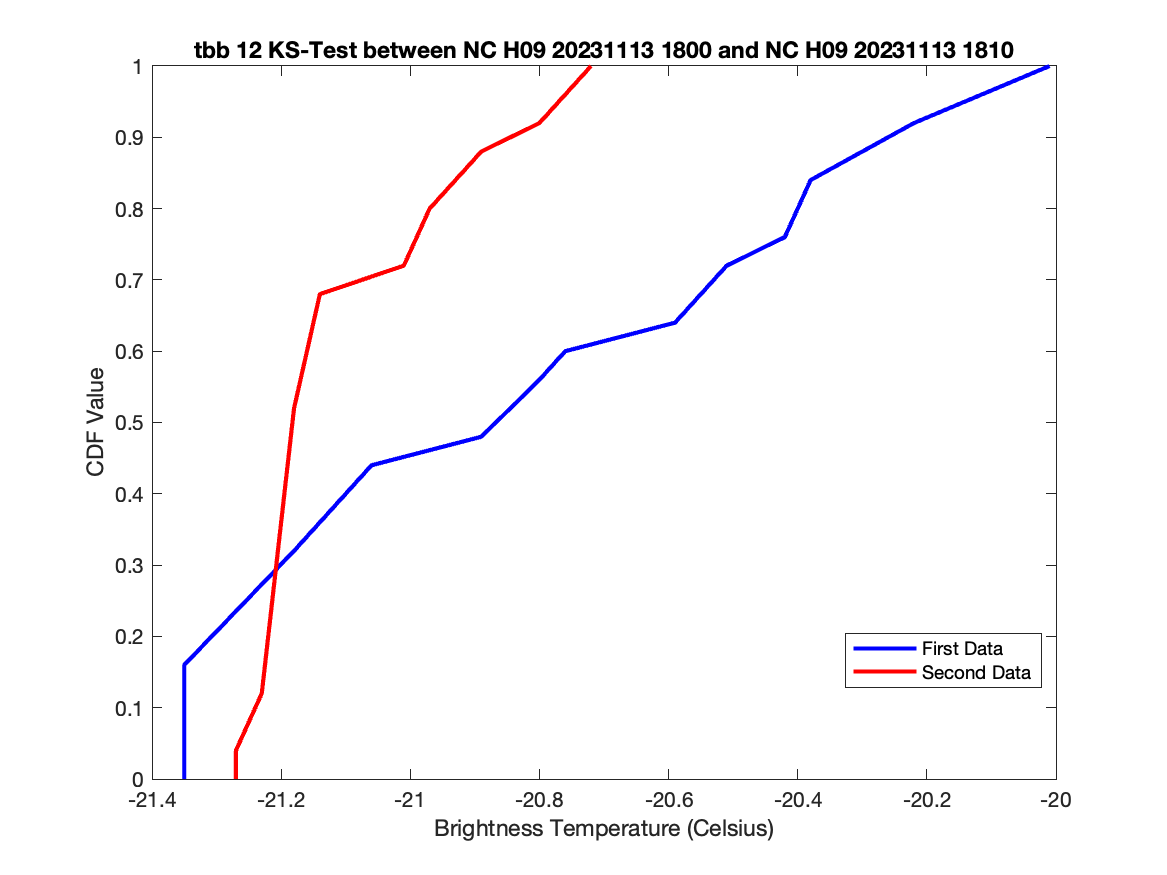 tbb 12 KS-Test between NC H09 20231113 1800 and NC H09 20231113 1810
1
0.9
0.8
0.7
0.6
0.5
0.4
0.3
0.2
0.1
0
CDF Value
First Data
Second Data
-21.4 -21.2 -21 -20.8 -20.6 -20.4 -20.2 -20
Brightness Temperature (Celsius)